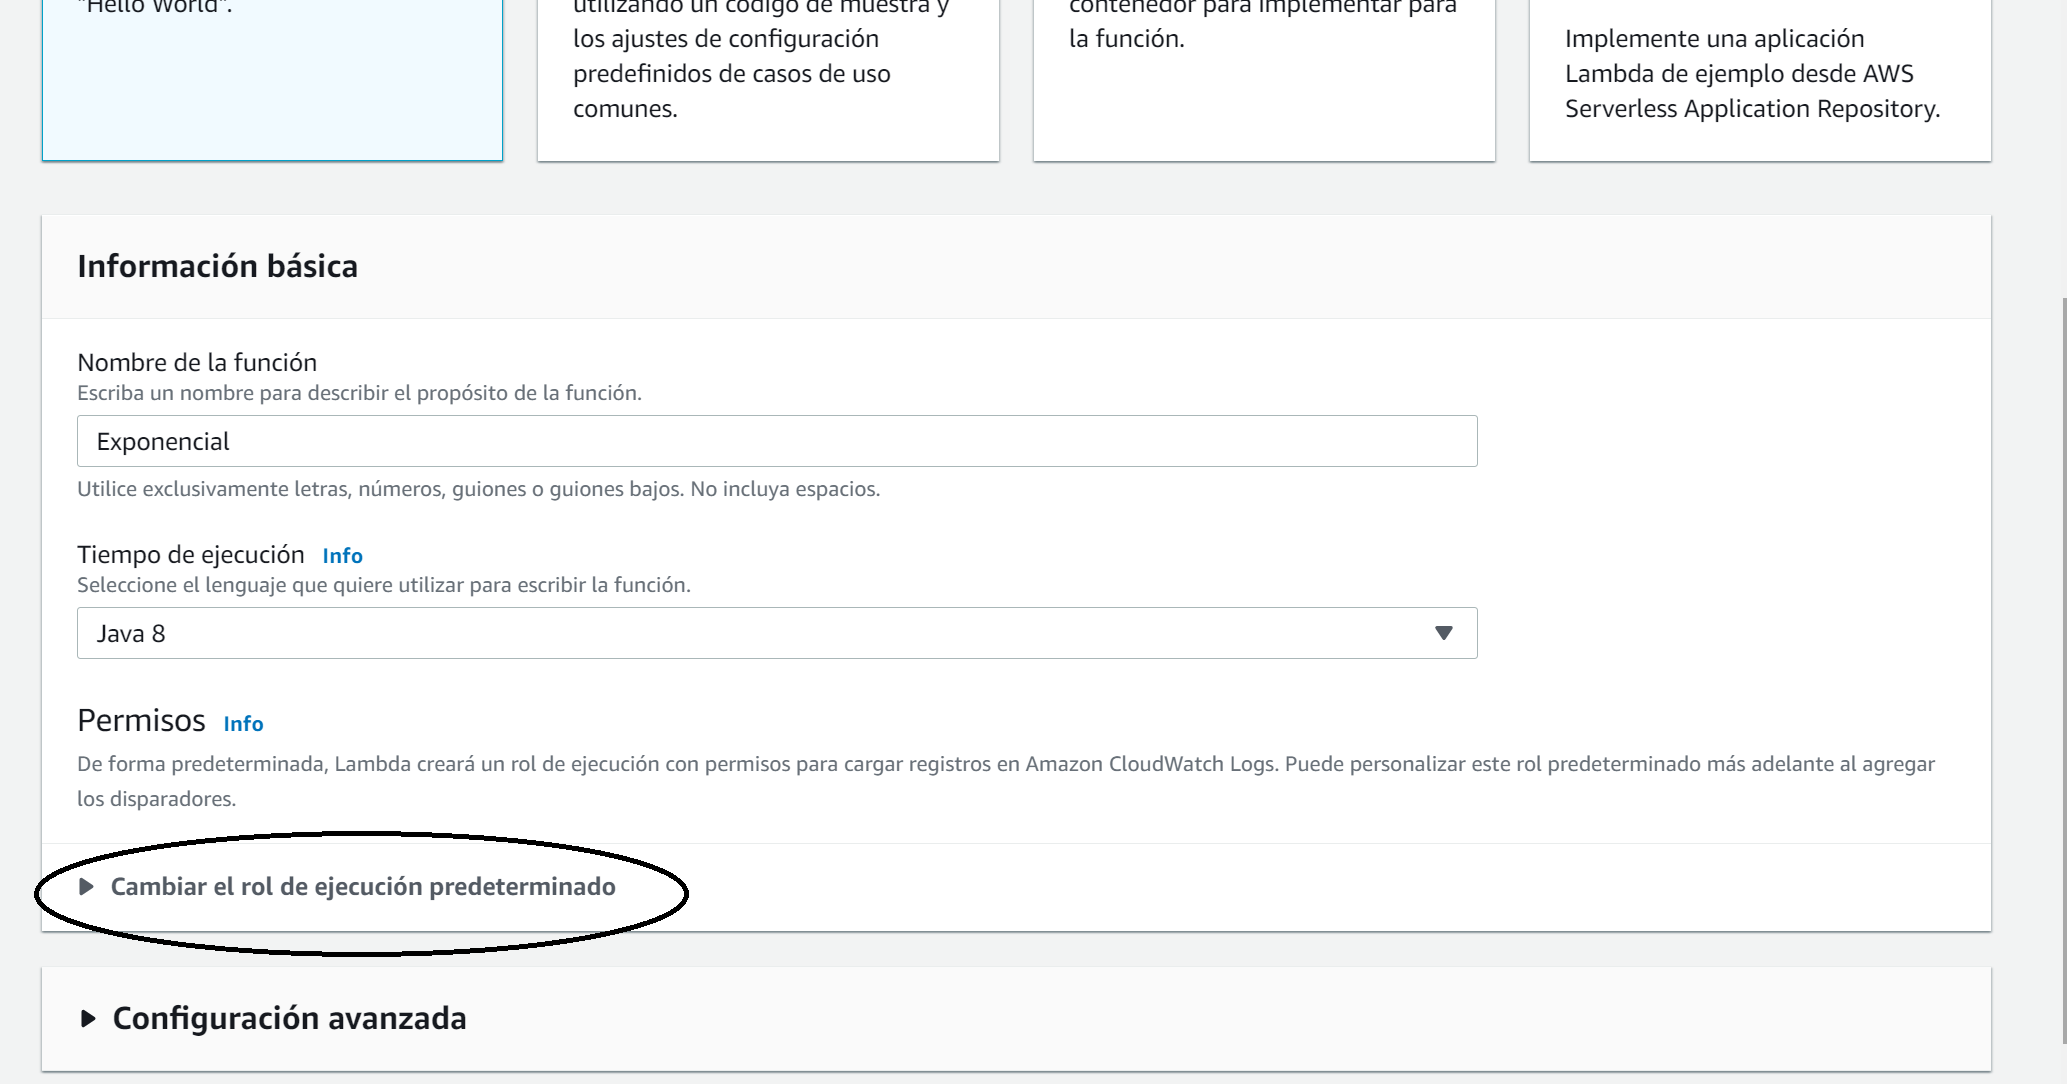 "Hello World".
utilizando un código de muestra y
los ajustes de configuración
predefinidos de casos de uso
comunes.
contenedor para implementar para
la función.
Implemente una aplicación
Lambda de ejemplo desde AWS
Serverless Application Repository.
Información básica
Nombre de la función
Escriba un nombre para describir el propósito de la función.
Exponencial
Utilice exclusivamente letras, números, guiones o guiones bajos. No incluya espacios.
Tiempo de ejecución Info
Seleccione el lenguaje que quiere utilizar para escribir la función.
Java 8
Permisos Info
De forma predeterminada, Lambda creará un rol de ejecución con permisos para cargar registros en Amazon CloudWatch Logs. Puede personalizar este rol predeterminado más adelante al agregar
los disparadores.
Cambiar el rol de ejecución predeterminado
Configuración avanzada